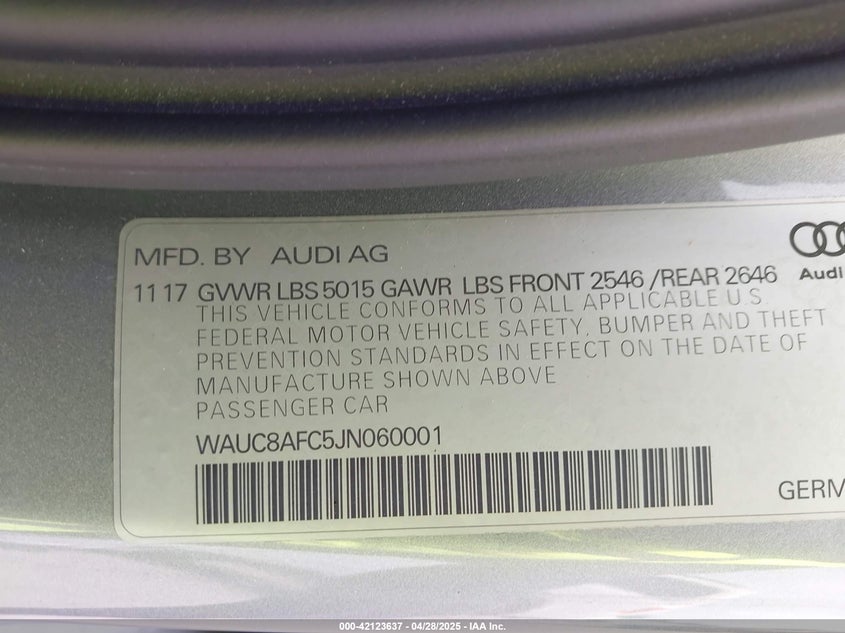 MFD. BY AUDI AG
Audi
11 17 GVWR LBS 5015 GAWR LBS FRONT 2546 /REAR 2646
THIS VEHICLE CONFORMS TO ALL APPLICABLE U.S.
FEDERAL MOTOR VEHICLE SAFETY, BUMPER AND THEFT
PREVENTION STANDARDS IN EFFECT ON THE DATE OF
MANUFACTURE SHOWN ABOVE
PASSENGER CAR
WAUC8AFC5JN060001
GERM
000-42123637 - 04/28/2025 - IAA Inc.